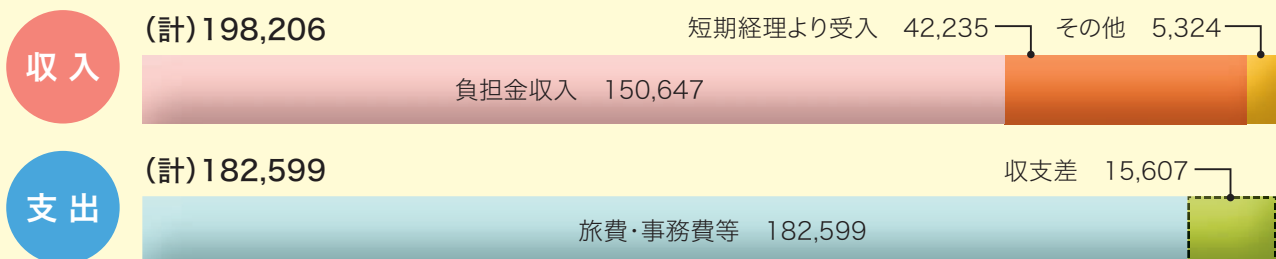 収入
(計)198,206
短期経理より受入 42,235
その他 5,324
負担金収入 150,647
支出
(計)182,599
収支差 15,607
旅費・事務費等 182,599